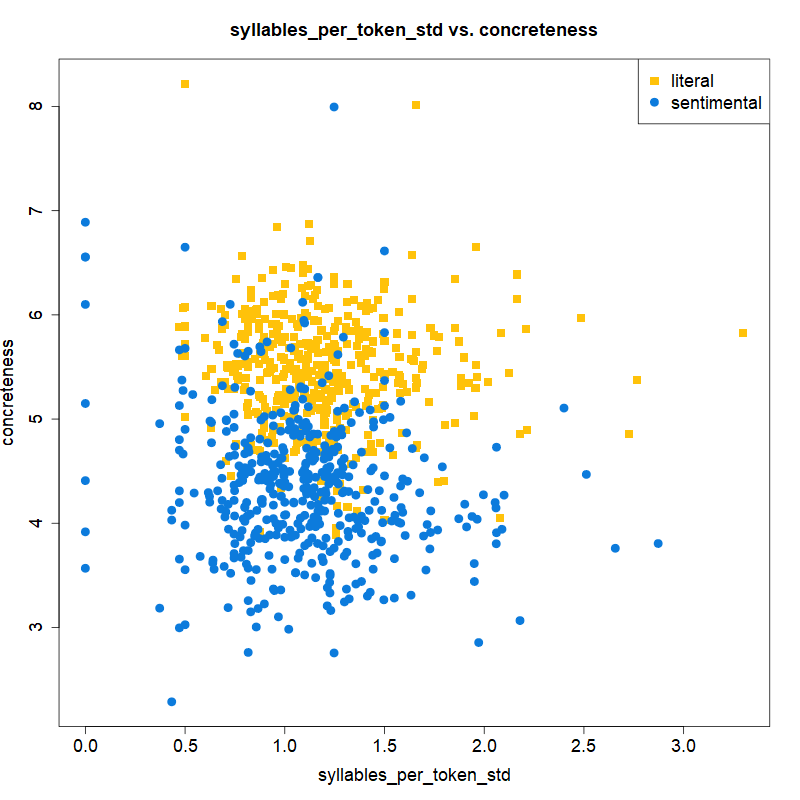 syllables_per_token_std vs. concreteness
literal
sentimental
concreteness
8
7
6
5
4
3
0.0 0.5 1.0 1.5 2.0 2.5 3.0
syllables_per_token_std